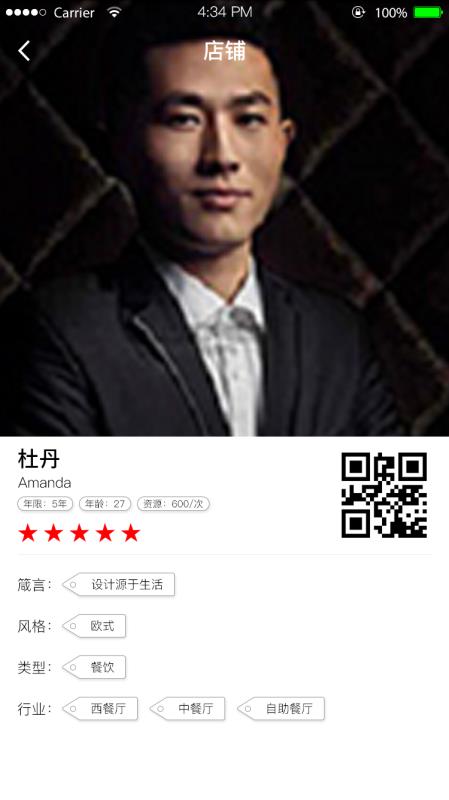 Carrier 4:34 PM 100%
店铺
杜丹
Amanda
年限：5年 年龄：27 资源：600/次
箴言： 设计源于生活
风格： 欧式
类型： 餐饮
行业： 西餐厅 中餐厅 自助餐厅